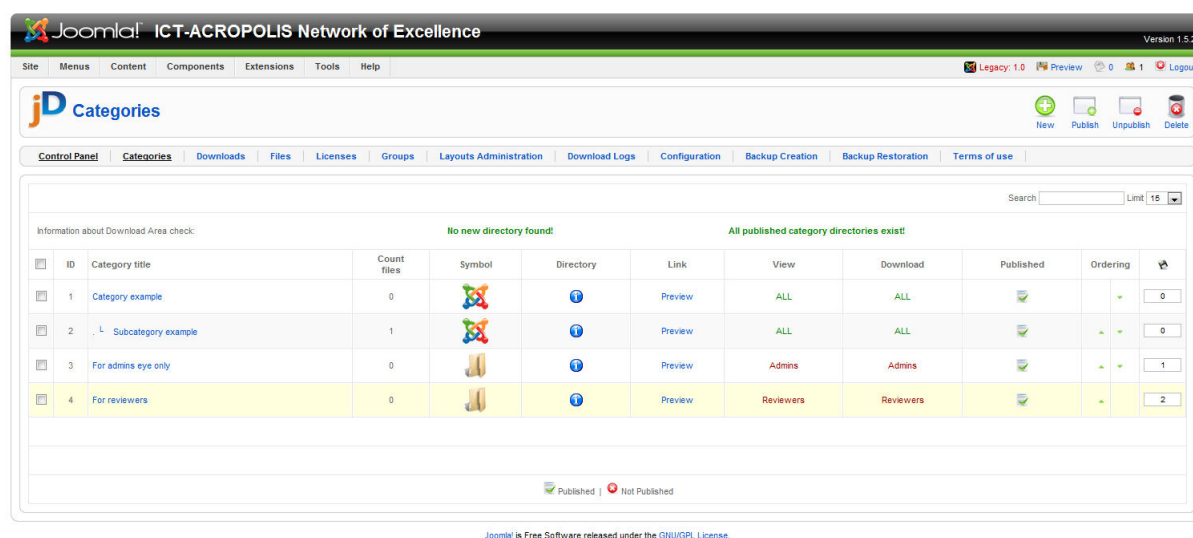 Joomla! ICT-ACROPOLIS Network of Excellence
Version 1.5.2
Site Menus Content Components Extensions Tools Help Legacy: 1.0 Preview 0 1 Logou
jD Categories
New Publish Unpublish Delete
Control Panel Categories Downloads Files Licenses Groups Layouts Administration Download Logs Configuration Backup Creation Backup Restoration Terms of use
Search Limit 15
Information about Download Area check: No new directory found! All published category directories exist!
ID Category title Count files Symbol Directory Link View Download Published Ordering
1 Category example 0 Preview ALL ALL 0
2 . L Subcategory example 1 Preview ALL ALL 0
3 For admins eye only 0 Preview Admins Admins 1
4 For reviewers 0 Preview Reviewers Reviewers 2
Published | Not Published
Joomla! is Free Software released under the GNU/GPL License.